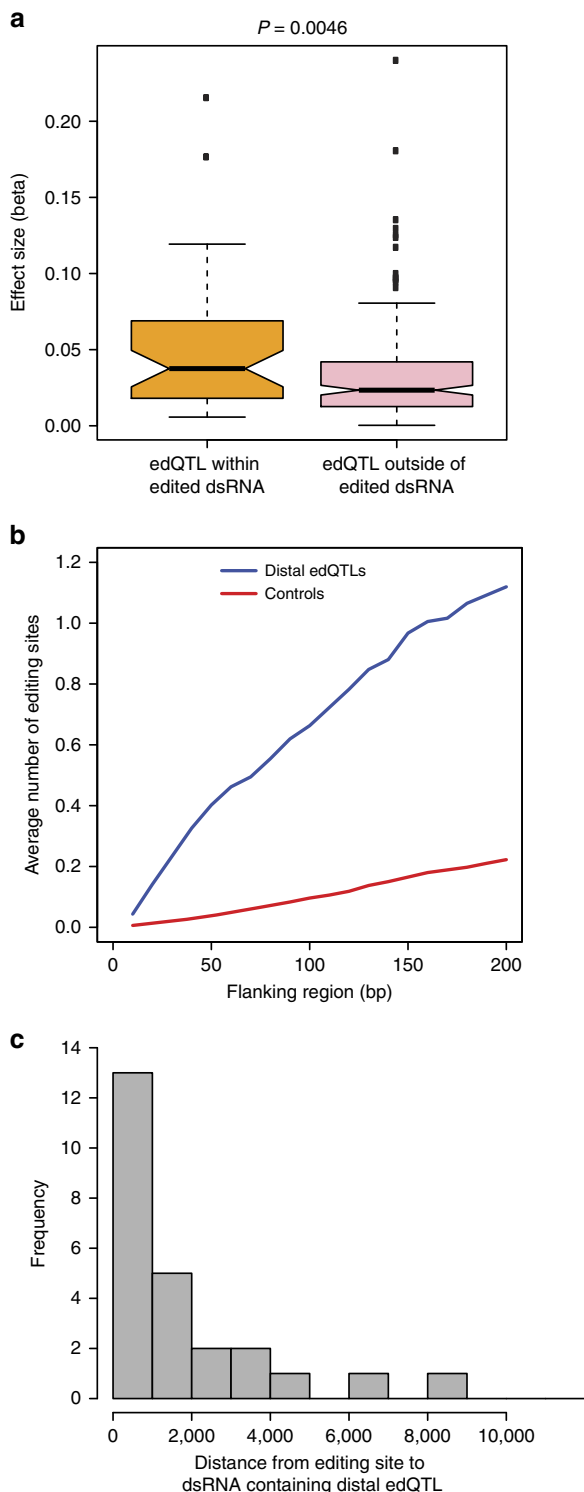 a
P = 0.0046
Effect size (beta)
0.20
0.15
0.10
0.05
0.00
edQTL within
edited dsRNA
edQTL outside of
edited dsRNA
b
Average number of editing sites
1.2
1.0
0.8
0.6
0.4
0.2
0.0
Distal edQTLs
Controls
0 50 100 150 200
Flanking region (bp)
c
Frequency
14
12
10
8
6
4
2
0
0 2,000 4,000 6,000 8,000 10,000
Distance from editing site to
dsRNA containing distal edQTL